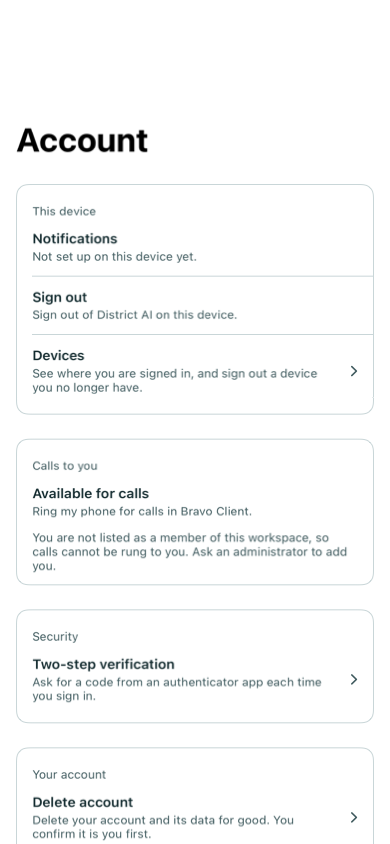 Account
This device
Notifications
Not set up on this device yet.
Sign out
Sign out of District AI on this device.
Devices
See where you are signed in, and sign out a device
you no longer have.
Calls to you
Available for calls
Ring my phone for calls in Bravo Client.
You are not listed as a member of this workspace, so
calls cannot be rung to you. Ask an administrator to add
you.
Security
Two-step verification
Ask for a code from an authenticator app each time
you sign in.
Your account
Delete account
Delete your account and its data for good. You
confirm it is you first.